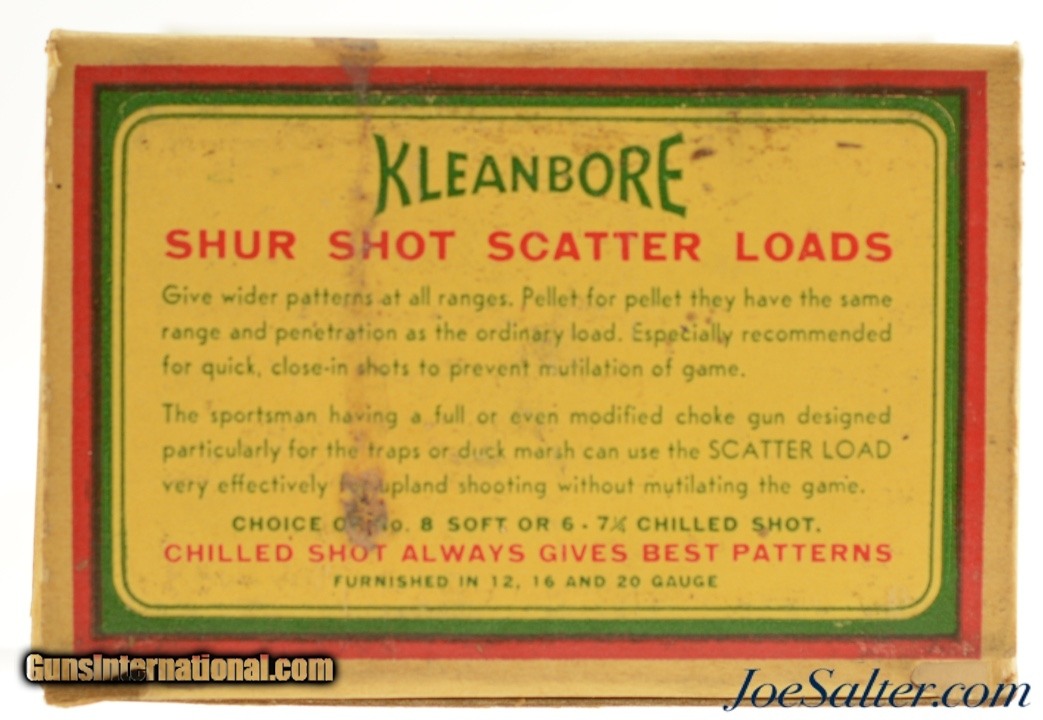 KLEANBORE
SHUR SHOT SCATTER LOADS
Give wider patterns at all ranges. Pellet for pellet they have the same
range and penetration as the ordinary load. Especially recommended
for quick, close-in shots to prevent mutilation of game.
The sportsman having a full or even modified choke gun designed
particularly for the traps or duck marsh can use the SCATTER LOAD
very effectively for upland shooting without mutilating the game.
CHOICE OF No. 8 SOFT OR 6 - 7½ CHILLED SHOT.
CHILLED SHOT ALWAYS GIVES BEST PATTERNS
FURNISHED IN 12, 16 AND 20 GAUGE
GunsInternational.com
JoeSalter.com